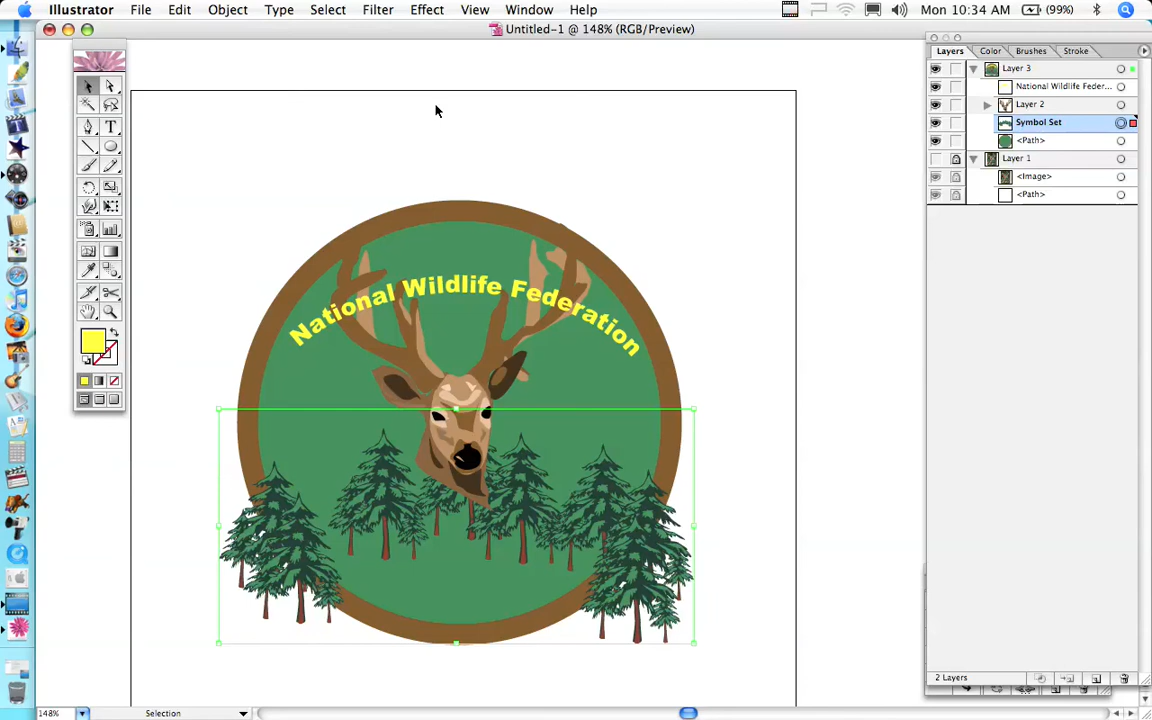 Illustrator File Edit Object Type Select Filter Effect View Window Help Mon 10:34 AM (99%)
Untitled-1 @ 148% (RGB/Preview)
Layers Color Brushes Stroke
Layer 3
National Wildlife Feder...
Layer 2
Symbol Set
<Path>
Layer 1
<Image>
<Path>
National Wildlife Federation
2 Layers
148% Selection